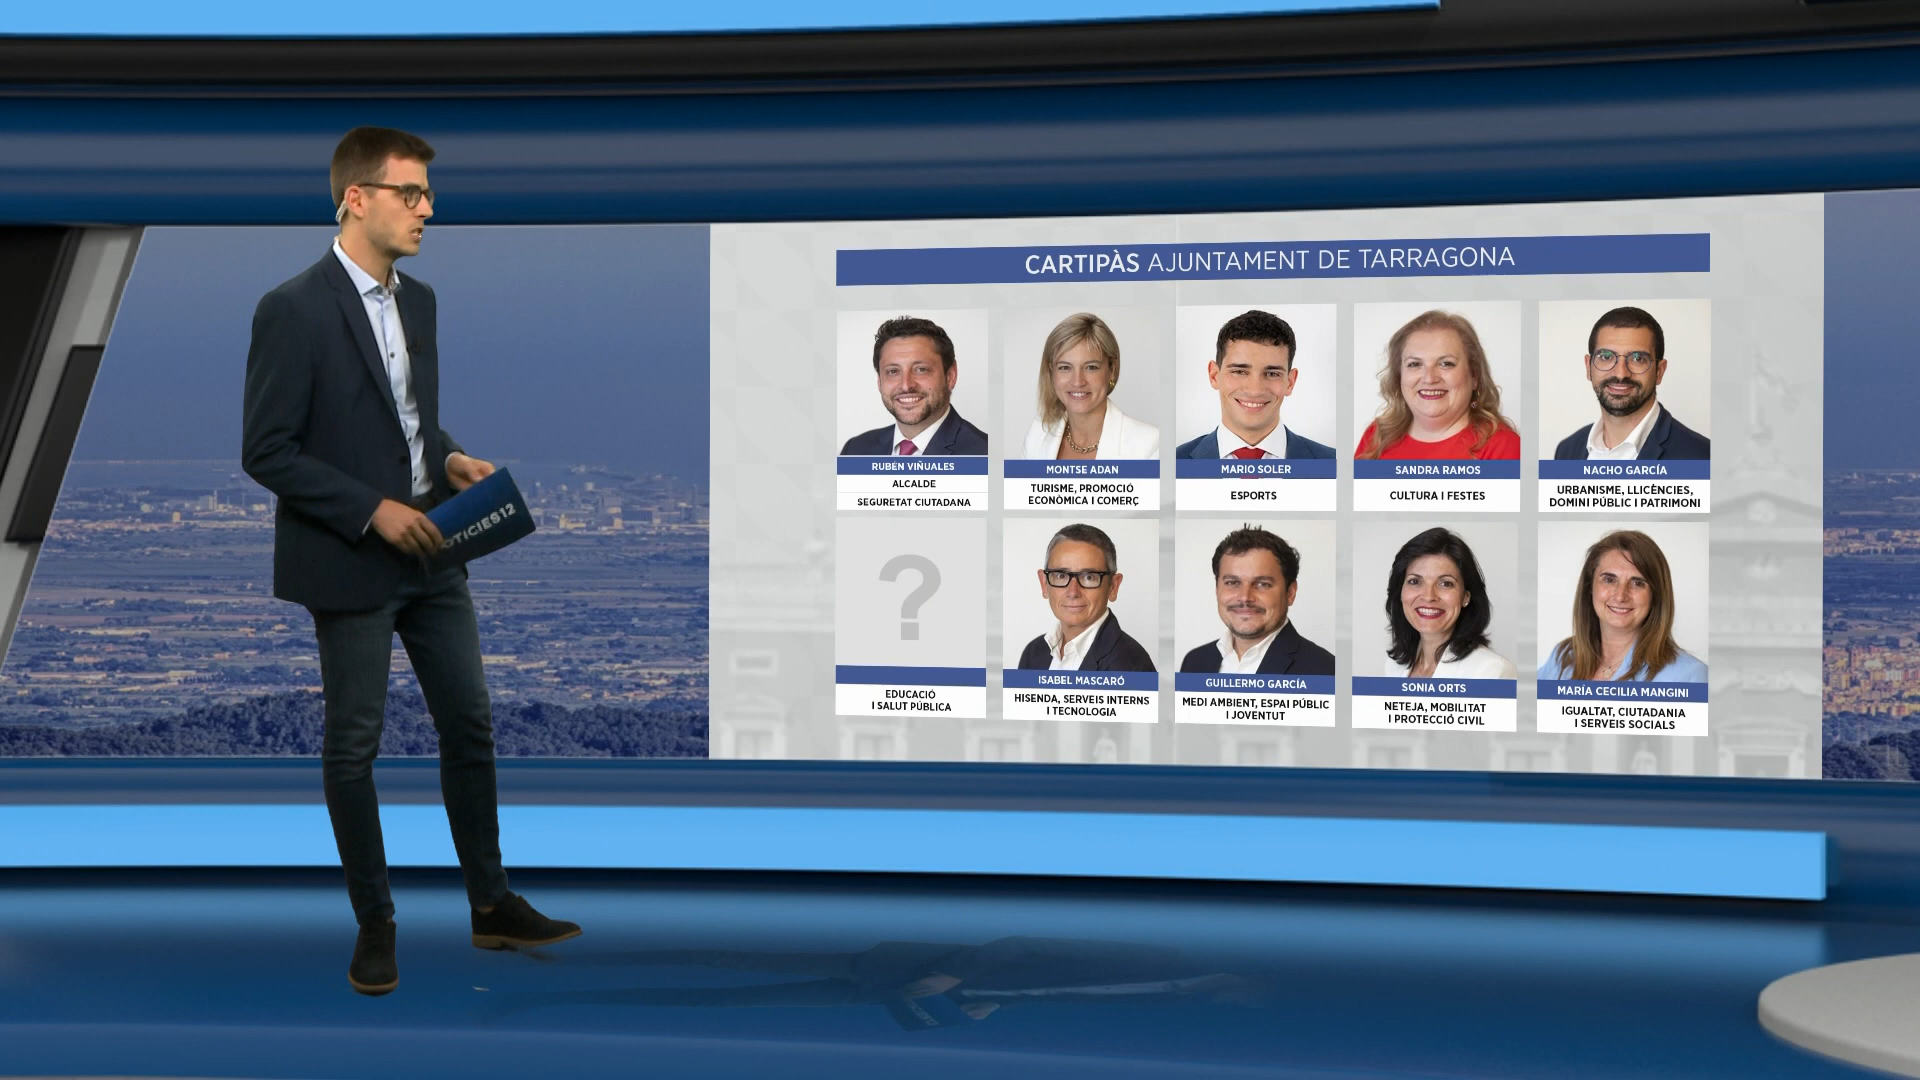 CARTIPÀS AJUNTAMENT DE TARRAGONA
RUBÉN VIÑUALES
ALCALDE
SEGURETAT CIUTADANA
MONTSE ADAN
TURISME, PROMOCIÓ
ECONÒMICA I COMERÇ
MARIO SOLER
ESPORTS
SANDRA RAMOS
CULTURA I FESTES
NACHO GARCÍA
URBANISME, LLICÈNCIES,
DOMINI PÚBLIC I PATRIMONI
?
EDUCACIÓ
I SALUT PÚBLICA
ISABEL MASCARÓ
HISENDA, SERVEIS INTERNS
I TECNOLOGIA
GUILLERMO GARCÍA
MEDI AMBIENT, ESPAI PÚBLIC
I JOVENTUT
SONIA ORTS
NETEJA, MOBILITAT
I PROTECCIÓ CIVIL
MARÍA CECILIA MANGINI
IGUALTAT, CIUTADANIA
I SERVEIS SOCIALS
OTICIES12